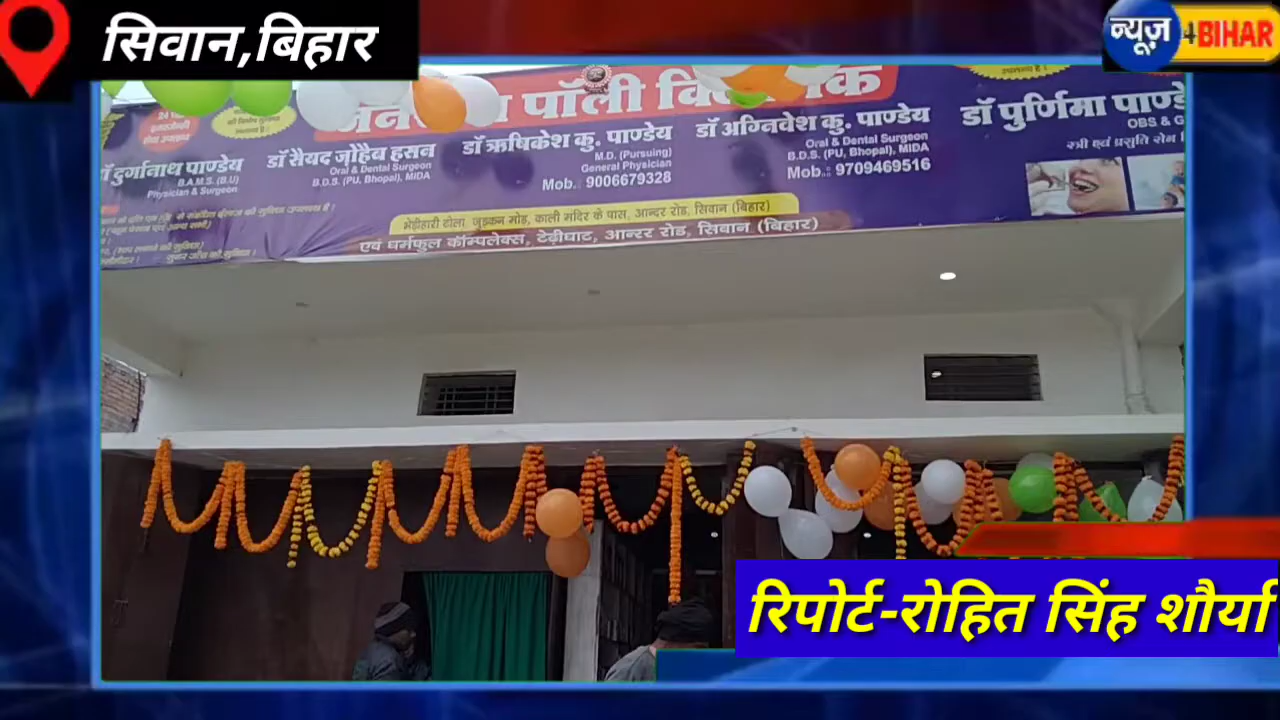 सिवान,बिहार
न्यूज़ 4 BIHAR
पॉली
24
डॉ दुर्गानाथ पाण्डेय
B.A.M.S. (B.U)
Physician & Surgeon
डॉ सैयद ज़ोहैव हसन
Oral & Dental Surgeon
B.D.S. (PU, Bhopal), MIDA
डॉ ऋषिकेश कु. पाण्डेय
M.D. (Pursuing)
General Physician
Mob.: 9006679328
डॉ अग्निवेश कु. पाण्डेय
Oral & Dental Surgeon
B.D.S. (PU, Bhopal), MIDA
Mob.: 9709469516
डॉ पुर्णिमा पाण्डे
OBS & G
स्त्री एवं प्रसुति रोग
भेड़ीहारी टोला, जुड़कन मोड़, काली मंदिर के पास, आन्दर रोड, सिवान (बिहार)
एवं धर्मफुल कॉम्पलेक्स, टेढ़ीघाट, आन्दर रोड, सिवान (बिहार)
रिपोर्ट-रोहित सिंह शौर्या